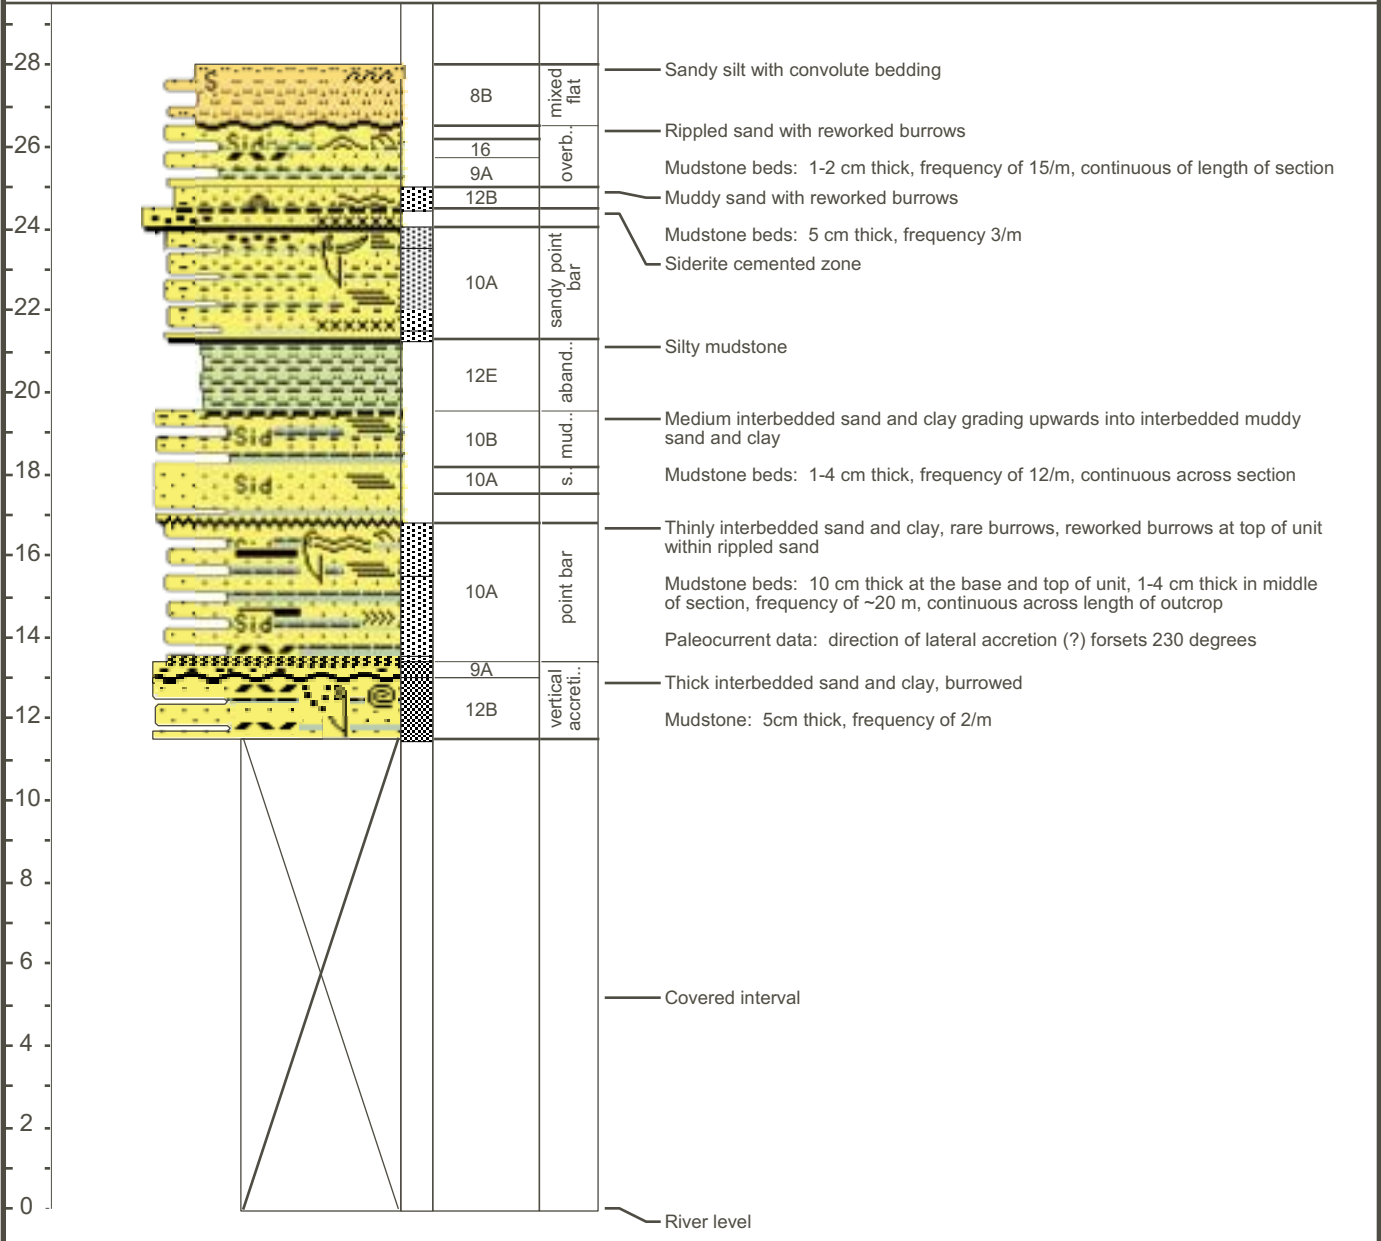 28
26
24
22
20
18
16
14
12
10
8
6
4
2
0
S
Sid
Sid
Sid
Sid
8B
16
9A
12B
10A
12E
10B
10A
10A
9A
12B
mixed
flat
overb..
sandy point
bar
aband..
mud..
s..
point bar
vertical
accreti..
Sandy silt with convolute bedding
Rippled sand with reworked burrows
Mudstone beds: 1-2 cm thick, frequency of 15/m, continuous of length of section
Muddy sand with reworked burrows
Mudstone beds: 5 cm thick, frequency 3/m
Siderite cemented zone
Silty mudstone
Medium interbedded sand and clay grading upwards into interbedded muddy
sand and clay
Mudstone beds: 1-4 cm thick, frequency of 12/m, continuous across section
Thinly interbedded sand and clay, rare burrows, reworked burrows at top of unit
within rippled sand
Mudstone beds: 10 cm thick at the base and top of unit, 1-4 cm thick in middle
of section, frequency of ~20 m, continuous across length of outcrop
Paleocurrent data: direction of lateral accretion (?) forsets 230 degrees
Thick interbedded sand and clay, burrowed
Mudstone: 5cm thick, frequency of 2/m
Covered interval
River level